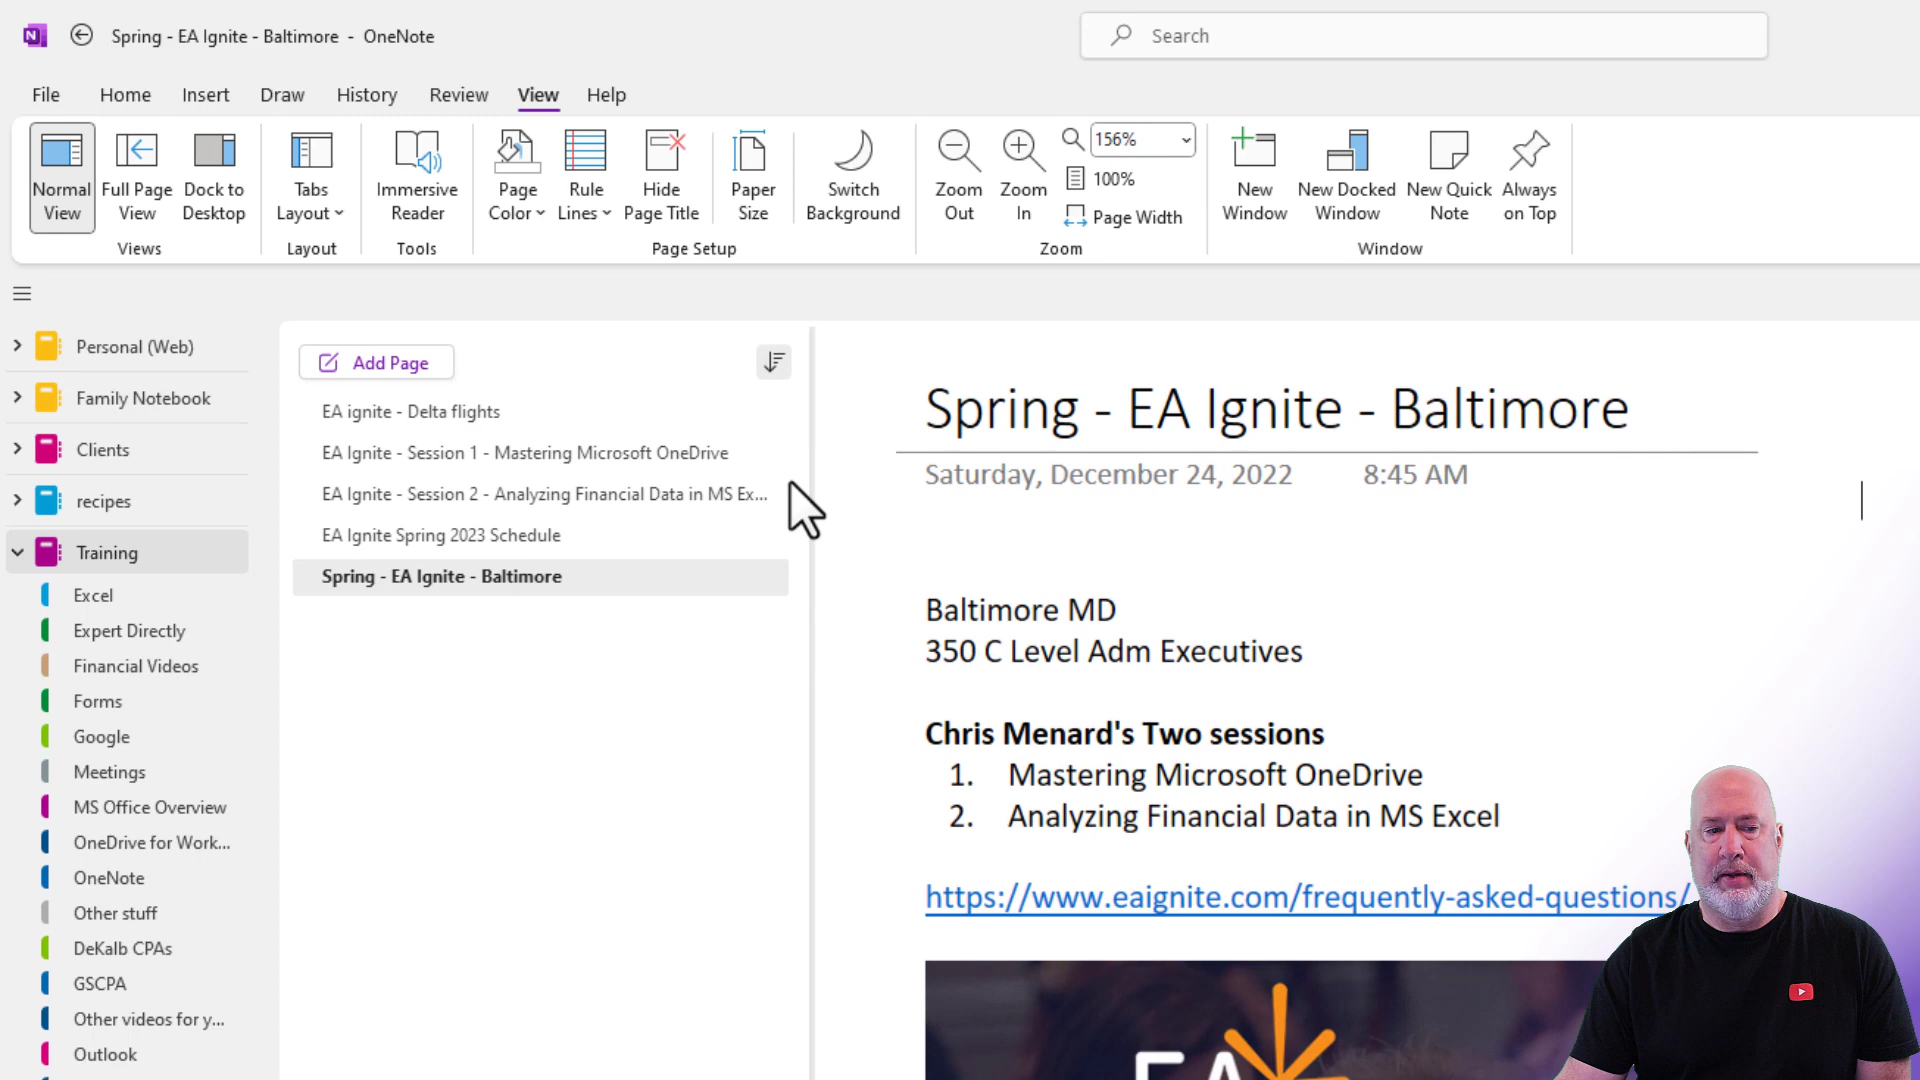 Spring - EA Ignite - Baltimore - OneNote
Search
File Home Insert Draw History Review View Help
Normal View
Full Page View
Dock to Desktop
Views
Tabs Layout
Layout
Immersive Reader
Tools
Page Color
Rule Lines
Hide Page Title
Paper Size
Switch Background
Page Setup
Zoom Out
Zoom In
156%
100%
Page Width
Zoom
New Window
New Docked Window
New Quick Note
Always on Top
Window
Personal (Web)
Family Notebook
Clients
recipes
Training
Excel
Expert Directly
Financial Videos
Forms
Google
Meetings
MS Office Overview
OneDrive for Work...
OneNote
Other stuff
DeKalb CPAs
GSCPA
Other videos for y...
Outlook
Add Page
EA ignite - Delta flights
EA Ignite - Session 1 - Mastering Microsoft OneDrive
EA Ignite - Session 2 - Analyzing Financial Data in MS Ex...
EA Ignite Spring 2023 Schedule
Spring - EA Ignite - Baltimore
Spring - EA Ignite - Baltimore
Saturday, December 24, 2022 8:45 AM
Baltimore MD
350 C Level Adm Executives
Chris Menard's Two sessions
1. Mastering Microsoft OneDrive
2. Analyzing Financial Data in MS Excel
https://www.eaignite.com/frequently-asked-questions/
EA